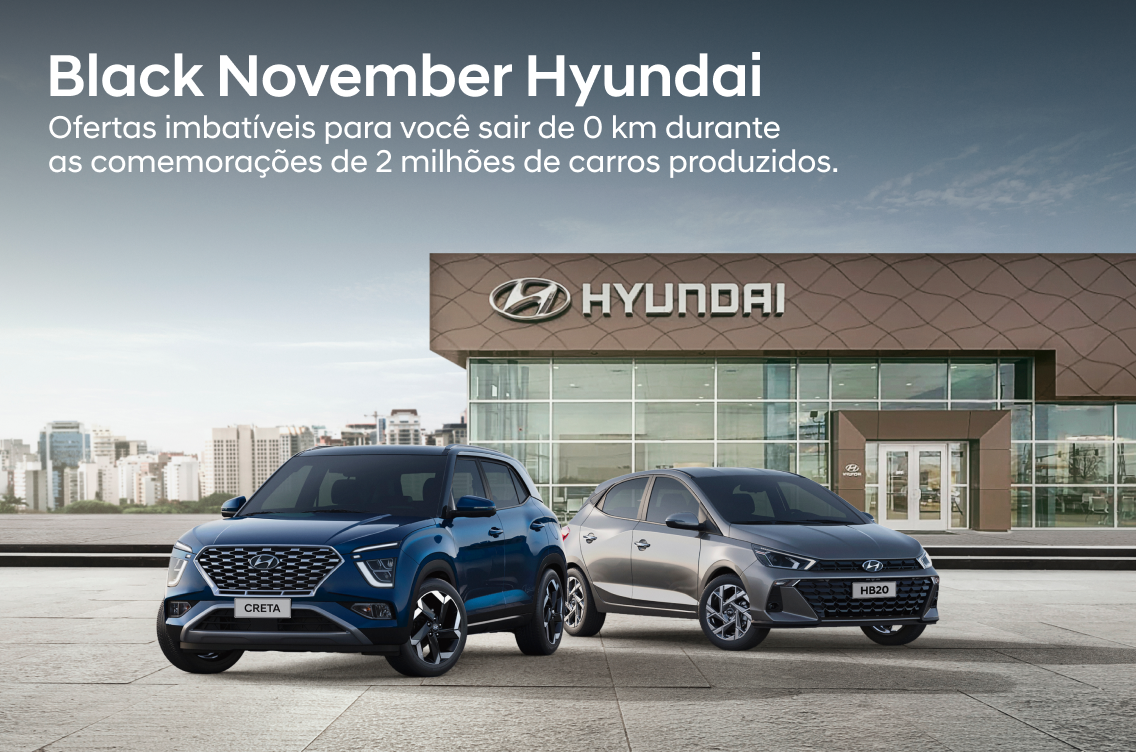 Black November Hyundai
Ofertas imbatíveis para você sair de 0 km durante
as comemorações de 2 milhões de carros produzidos.
HYUNDAI
HYUNDAI
CRETA
HB20